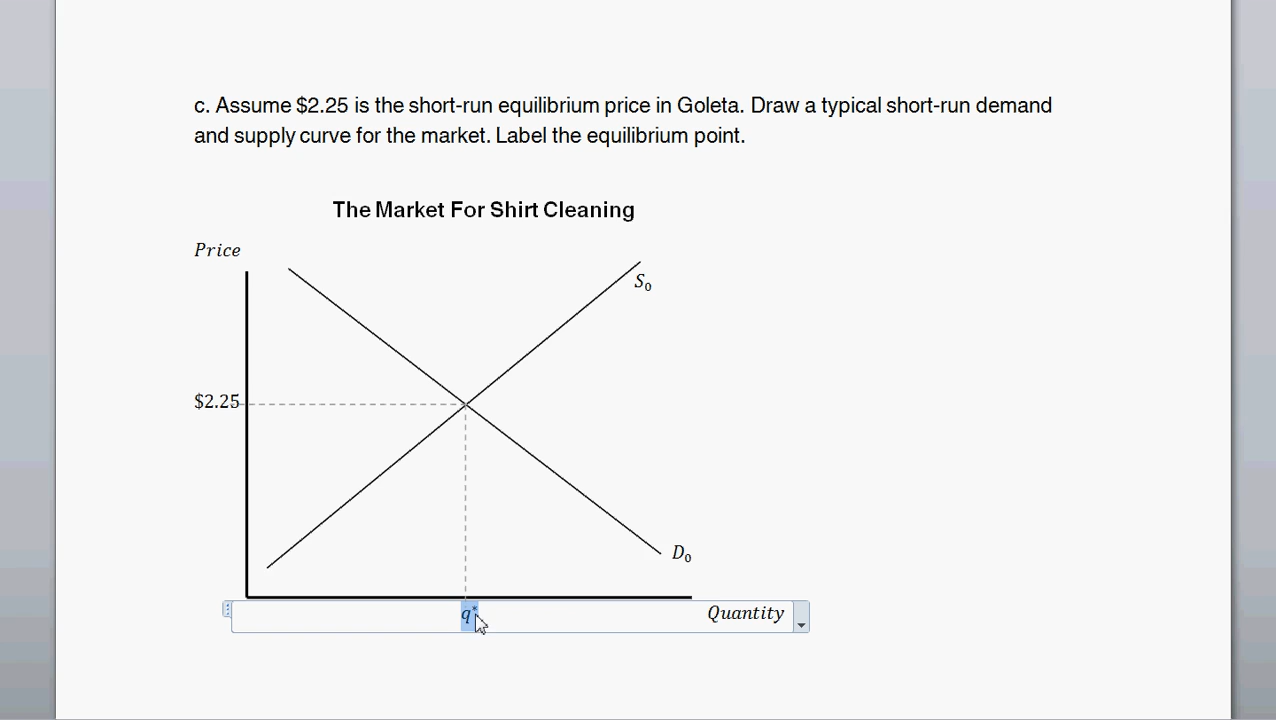 c. Assume $2.25 is the short-run equilibrium price in Goleta. Draw a typical short-run demand
and supply curve for the market. Label the equilibrium point.
The Market For Shirt Cleaning
Price
S₀
$2.25
D₀
q*
Quantity